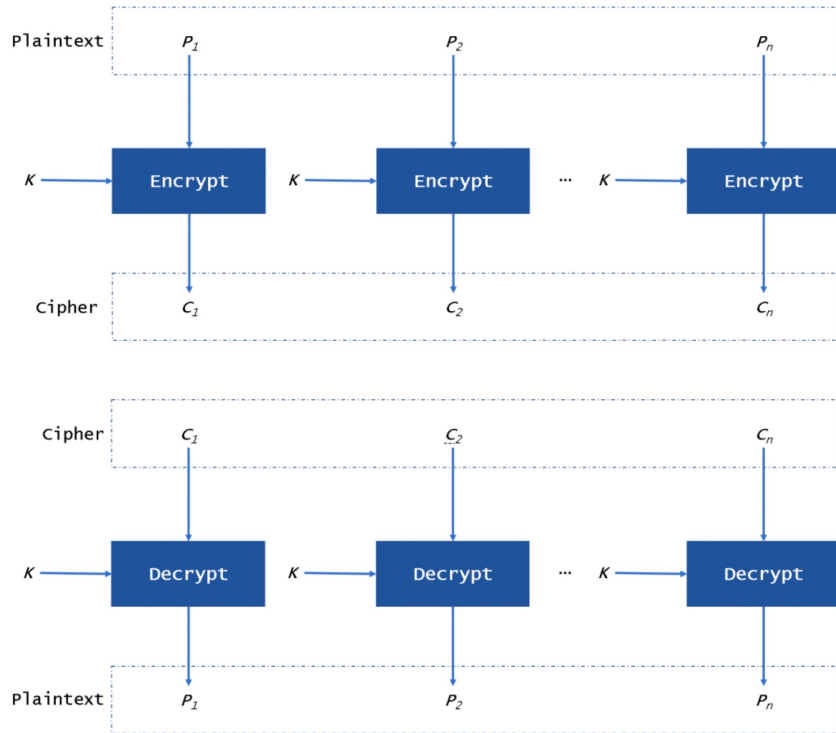 Plaintext P1 P2 Pn
K Encrypt K Encrypt ... K Encrypt
Cipher C1 C2 Cn
Cipher C1 C2 Cn
K Decrypt K Decrypt ... K Decrypt
Plaintext P1 P2 Pn